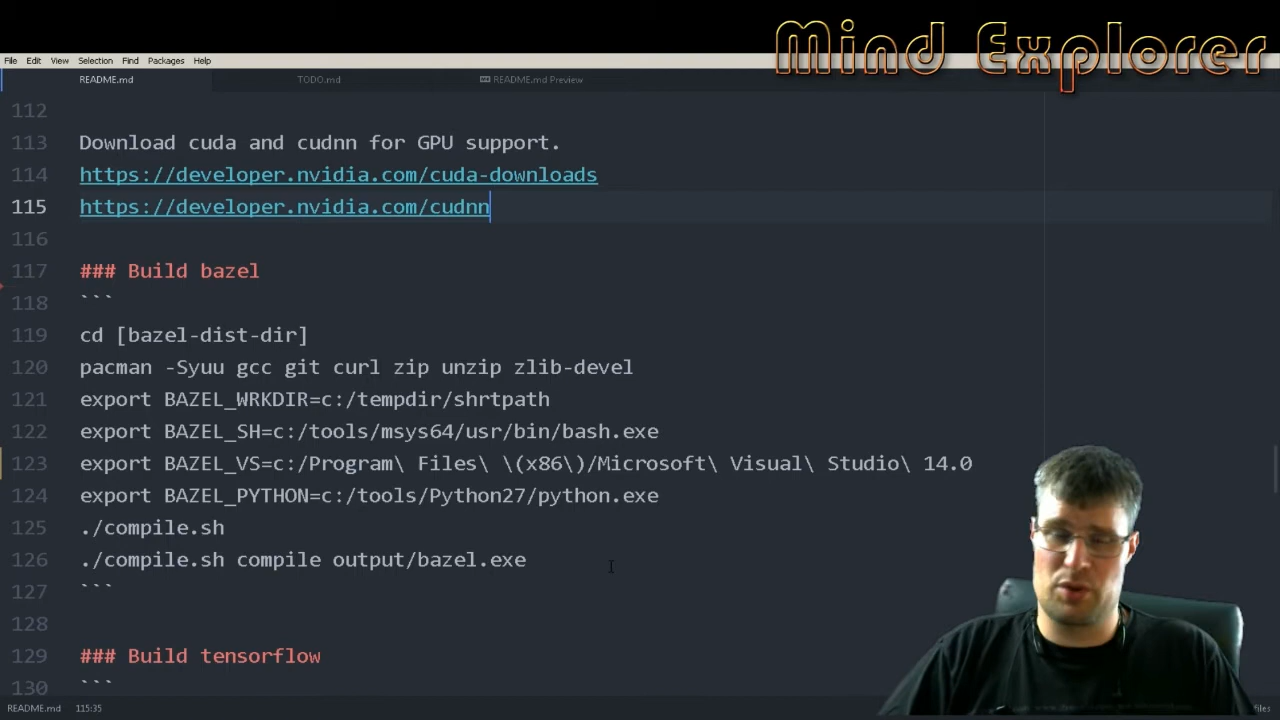 Mind Explorer
File Edit View Selection Find Packages Help
README.md TODO.md README.md Preview
112
113 Download cuda and cudnn for GPU support.
114 https://developer.nvidia.com/cuda-downloads
115 https://developer.nvidia.com/cudnn
116
117 ### Build bazel
118 ```
119 cd [bazel-dist-dir]
120 pacman -Syuu gcc git curl zip unzip zlib-devel
121 export BAZEL_WRKDIR=c:/tempdir/shrtpath
122 export BAZEL_SH=c:/tools/msys64/usr/bin/bash.exe
123 export BAZEL_VS=c:/Program\ Files\ \(x86\)/Microsoft\ Visual\ Studio\ 14.0
124 export BAZEL_PYTHON=c:/tools/Python27/python.exe
125 ./compile.sh
126 ./compile.sh compile output/bazel.exe
127 ```
128
129 ### Build tensorflow
130 ```
README.md 115:35 files